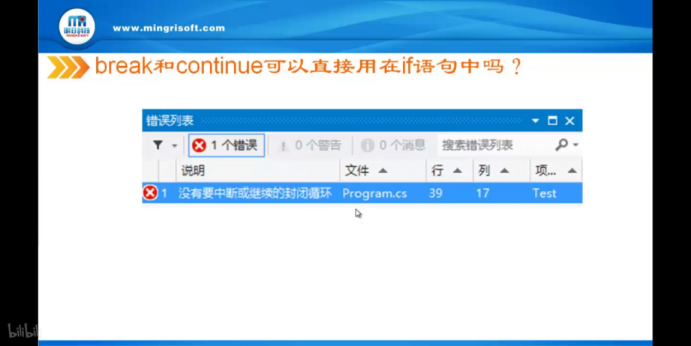 www.mingrisoft.com
break和continue可以直接用在if语句中吗？
错误列表
1 个错误 0 个警告 0 个消息 搜索错误列表
说明 文件 行 列 项...
1 没有要中断或继续的封闭循环 Program.cs 39 17 Test
bilibili